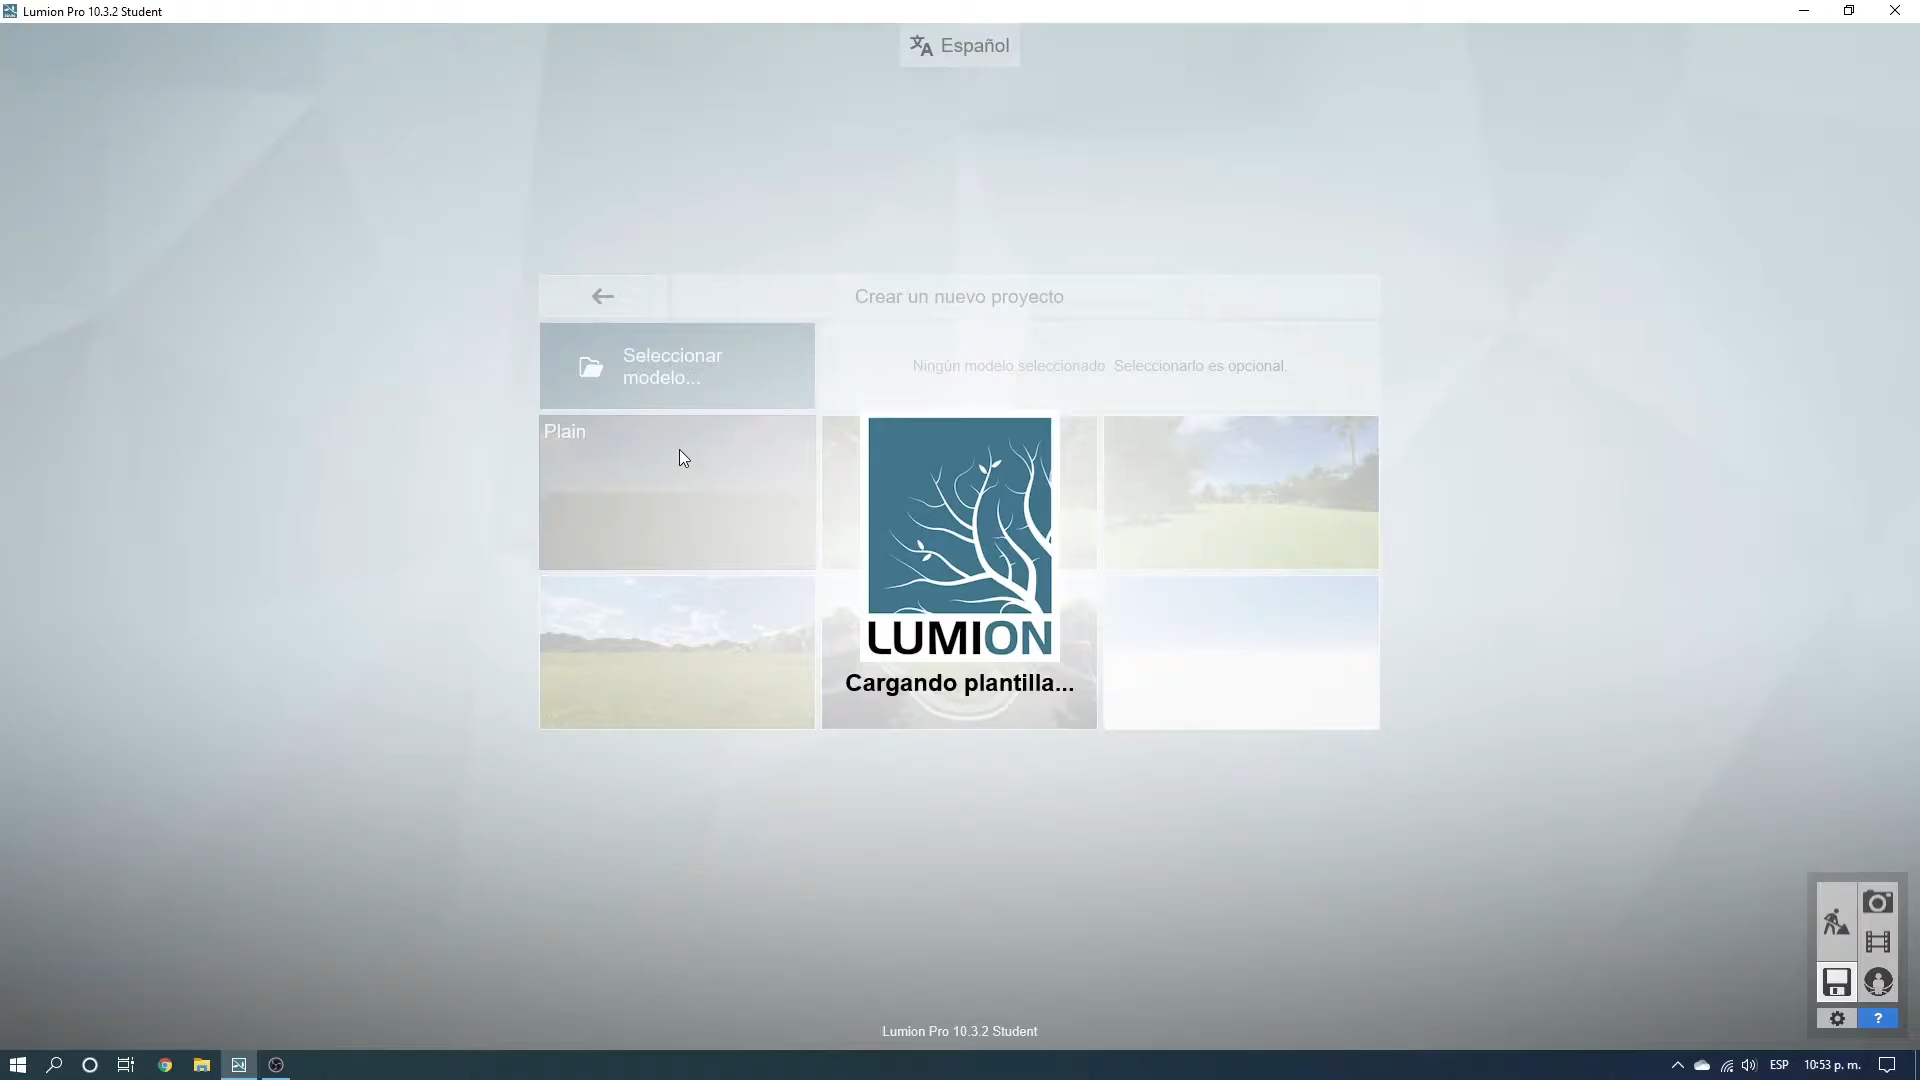 Lumion Pro 10.3.2 Student
Español
Crear un nuevo proyecto
Seleccionar
modelo...
Ningún modelo seleccionado  Seleccionarlo es opcional.
Plain
LUMION
Cargando plantilla...
?
Lumion Pro 10.3.2 Student
ESP
10:53 p. m.